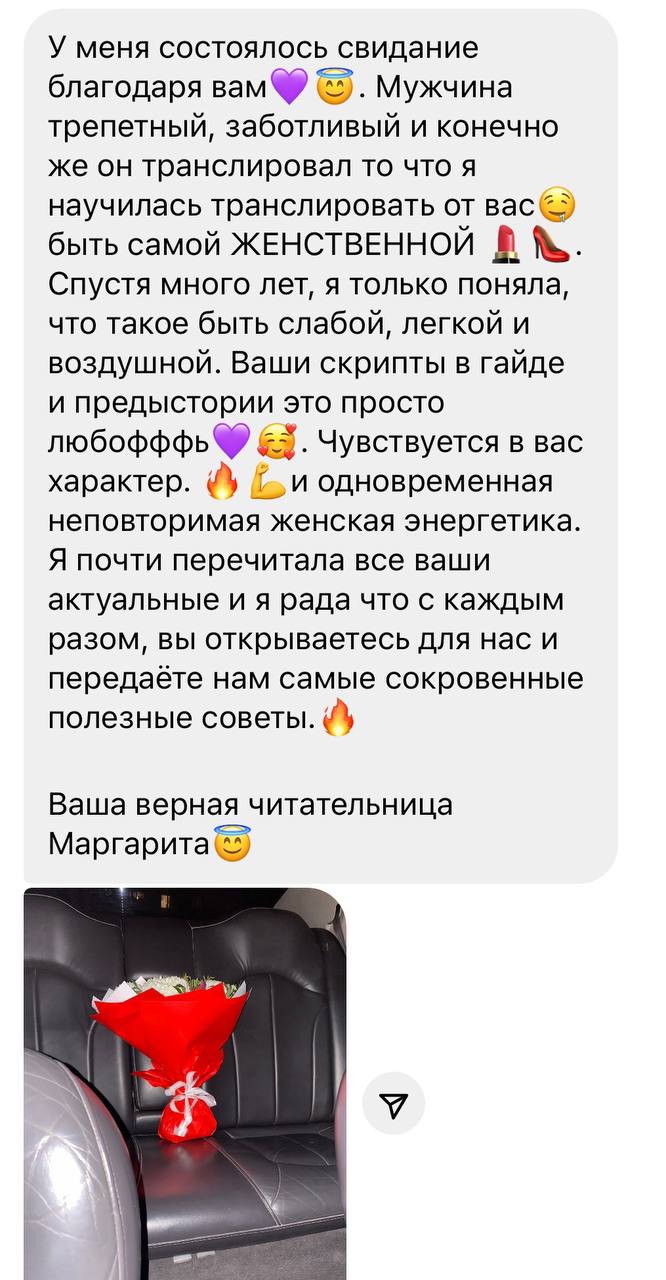 У меня состоялось свидание
благодаря вам💜😇. Мужчина
трепетный, заботливый и конечно
же он транслировал то что я
научилась транслировать от вас🤤
быть самой ЖЕНСТВЕННОЙ 💄👠.
Спустя много лет, я только поняла,
что такое быть слабой, легкой и
воздушной. Ваши скрипты в гайде
и предыстории это просто
любофффь💜🥰. Чувствуется в вас
характер. 🔥💪и одновременная
неповторимая женская энергетика.
Я почти перечитала все ваши
актуальные и я рада что с каждым
разом, вы открываетесь для нас и
передаёте нам самые сокровенные
полезные советы.🔥
Ваша верная читательница
Маргарита😇